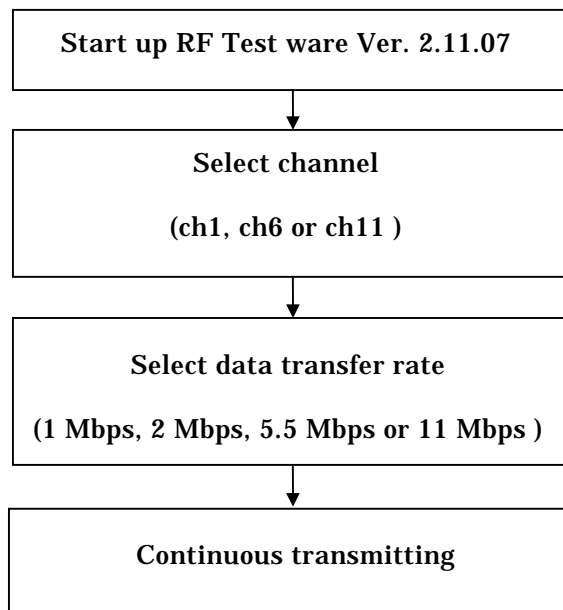 Start up RF Test ware Ver. 2.11.07
Select channel
(ch1, ch6 or ch11 )
Select data transfer rate
(1 Mbps, 2 Mbps, 5.5 Mbps or 11 Mbps )
Continuous transmitting